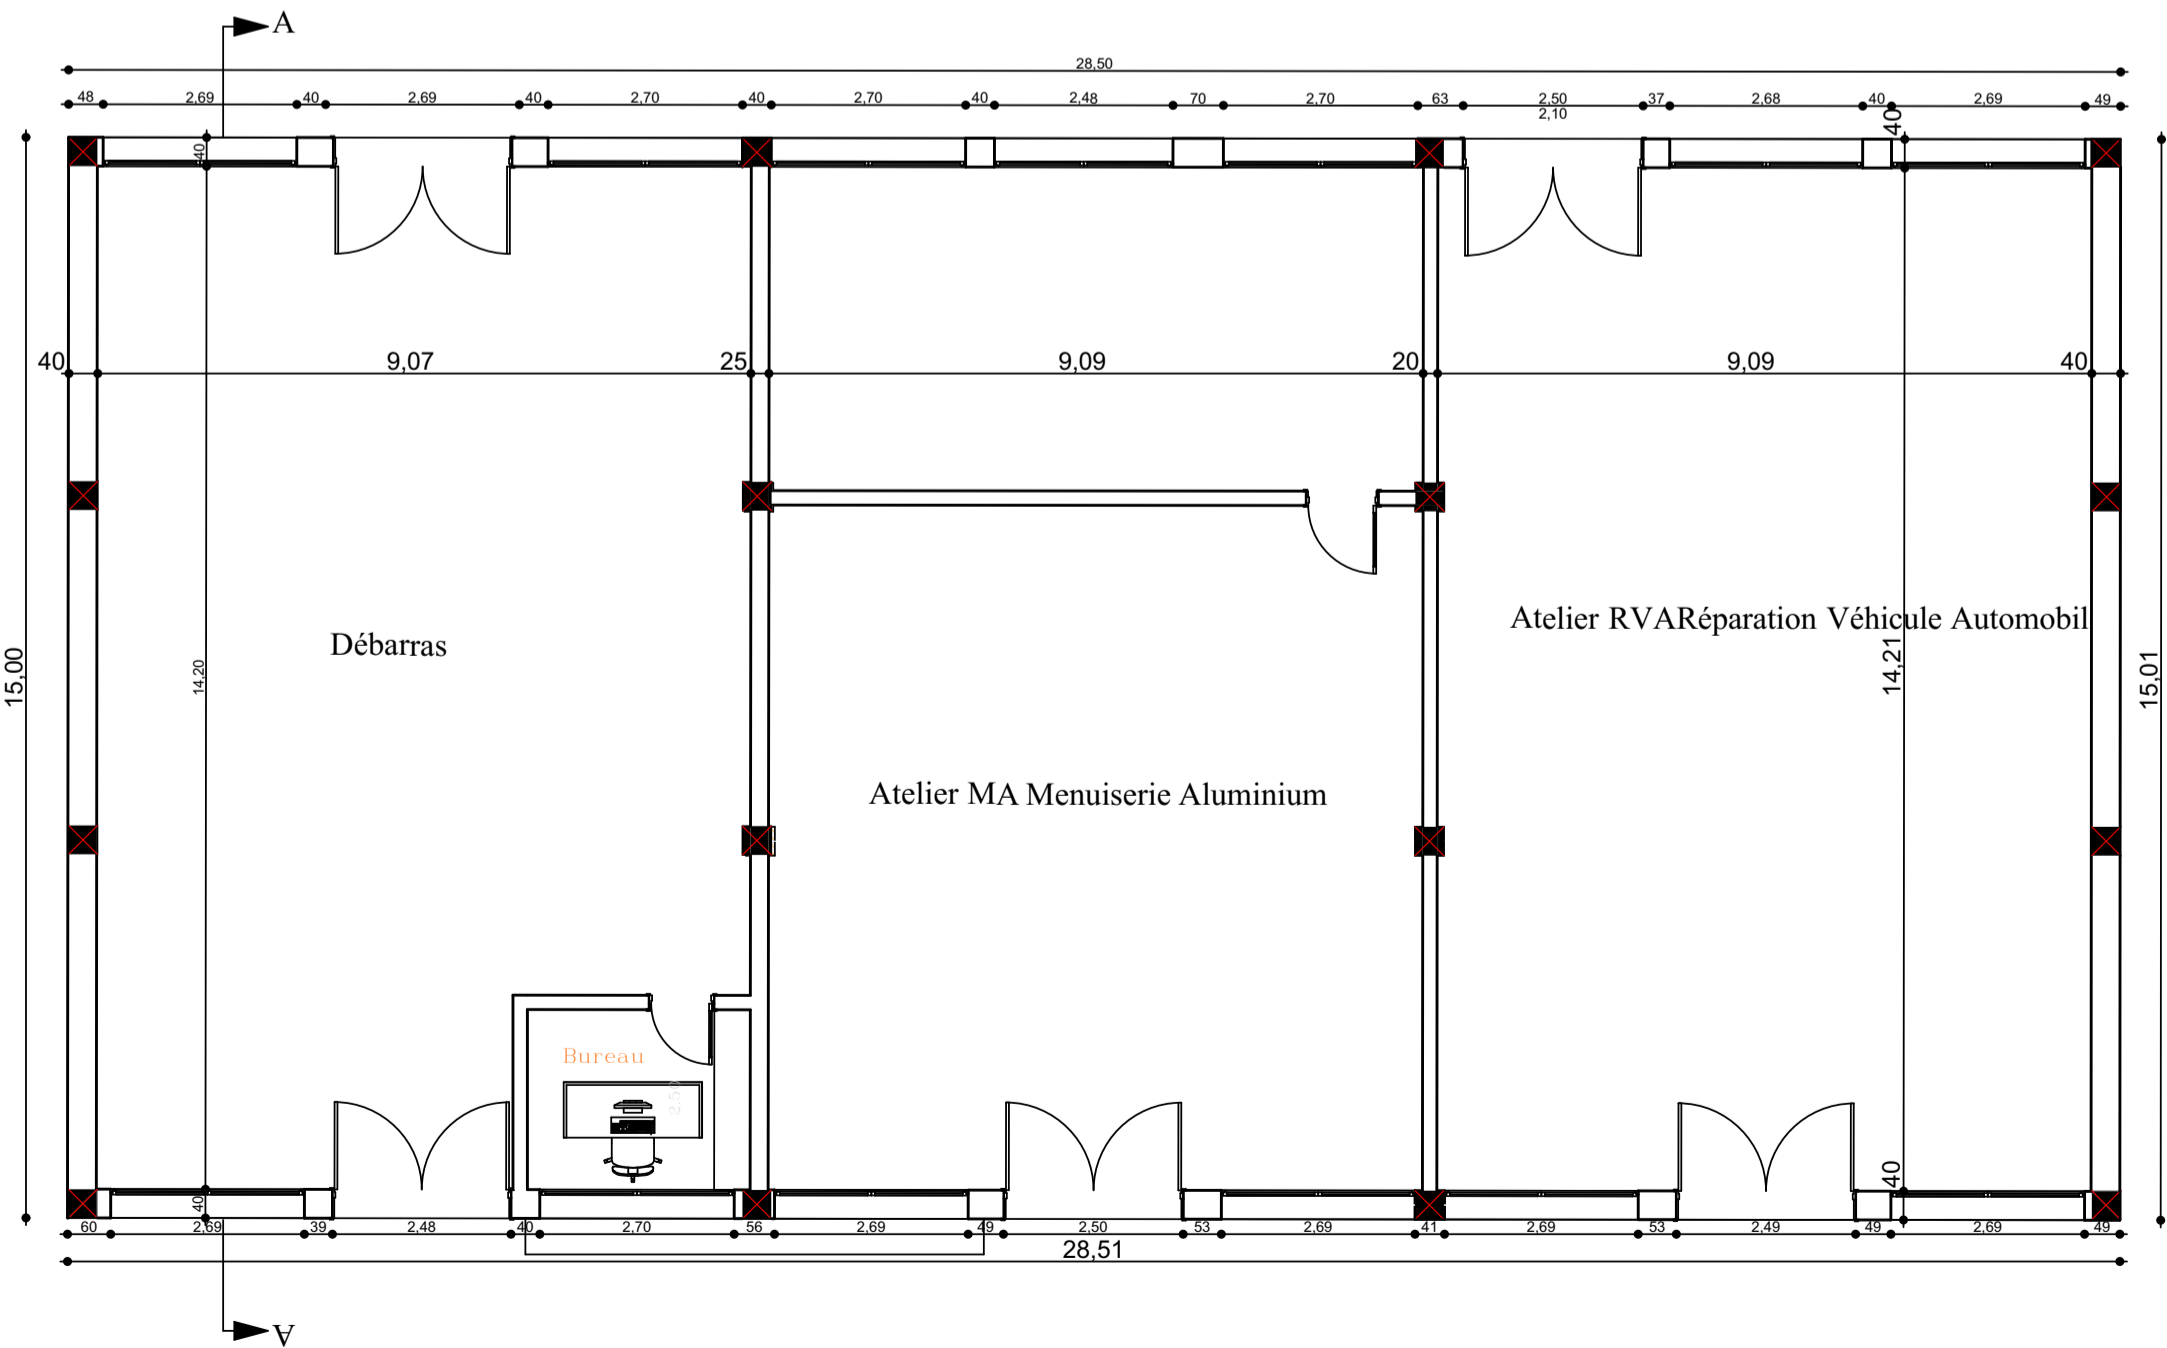 A
28,50
48 2,69 40 2,69 40 2,70 40 2,70 40 2,48 70 2,70 63 2,50 37 2,68 40 2,69 49
2,10
40
40
40 9,07 25 9,09 20 9,09 40
Atelier RVARéparation Véhicule Automobil
Débarras
15,00
14,20
14,21
15,01
Atelier MA Menuiserie Aluminium
Bureau
2.50
40
40
60 2,69 39 2,48 40 2,70 56 2,69 49 2,50 53 2,69 41 2,69 53 2,49 49 2,69 49
28,51
A